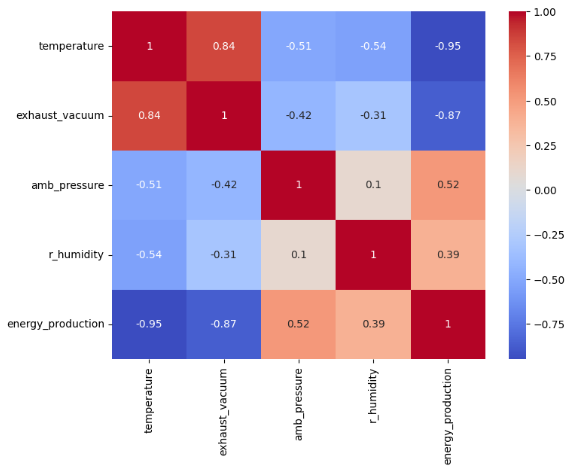 temperature 1 0.84 -0.51 -0.54 -0.95
exhaust_vacuum 0.84 1 -0.42 -0.31 -0.87
amb_pressure -0.51 -0.42 1 0.1 0.52
r_humidity -0.54 -0.31 0.1 1 0.39
energy_production -0.95 -0.87 0.52 0.39 1
temperature
exhaust_vacuum
amb_pressure
r_humidity
energy_production
1.00
0.75
0.50
0.25
0.00
-0.25
-0.50
-0.75